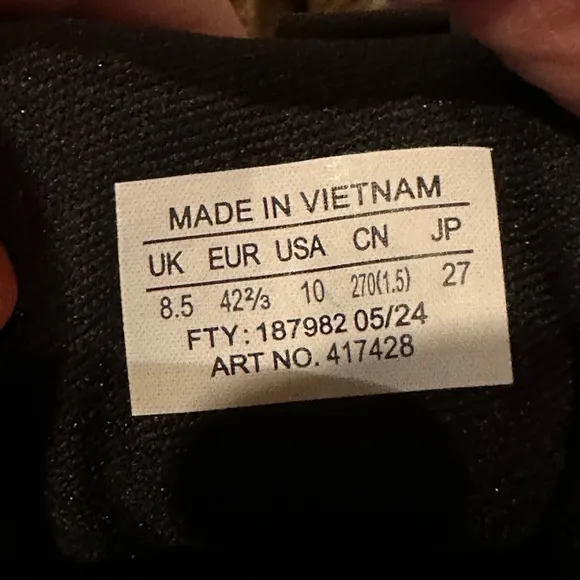 MADE IN VIETNAM
UK EUR USA CN JP
8.5 42⅔ 10 270(1.5) 27
FTY: 187982 05/24
ART NO. 417428